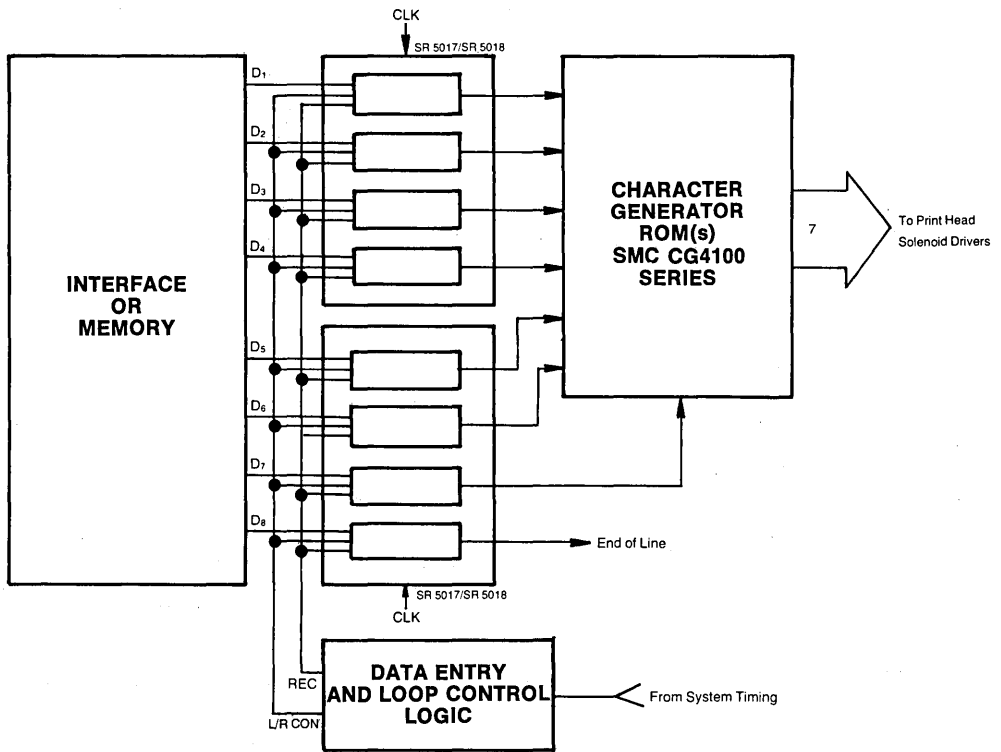 CLK
SR 5017/SR 5018
D1
D2
D3
D4
INTERFACE
OR
MEMORY
CHARACTER
GENERATOR
ROM(s)
SMC CG4100
SERIES
7
To Print Head
Solenoid Drivers
D5
D6
D7
D8
End of Line
SR 5017/SR 5018
CLK
REC
L/R CON
DATA ENTRY
AND LOOP CONTROL
LOGIC
From System Timing